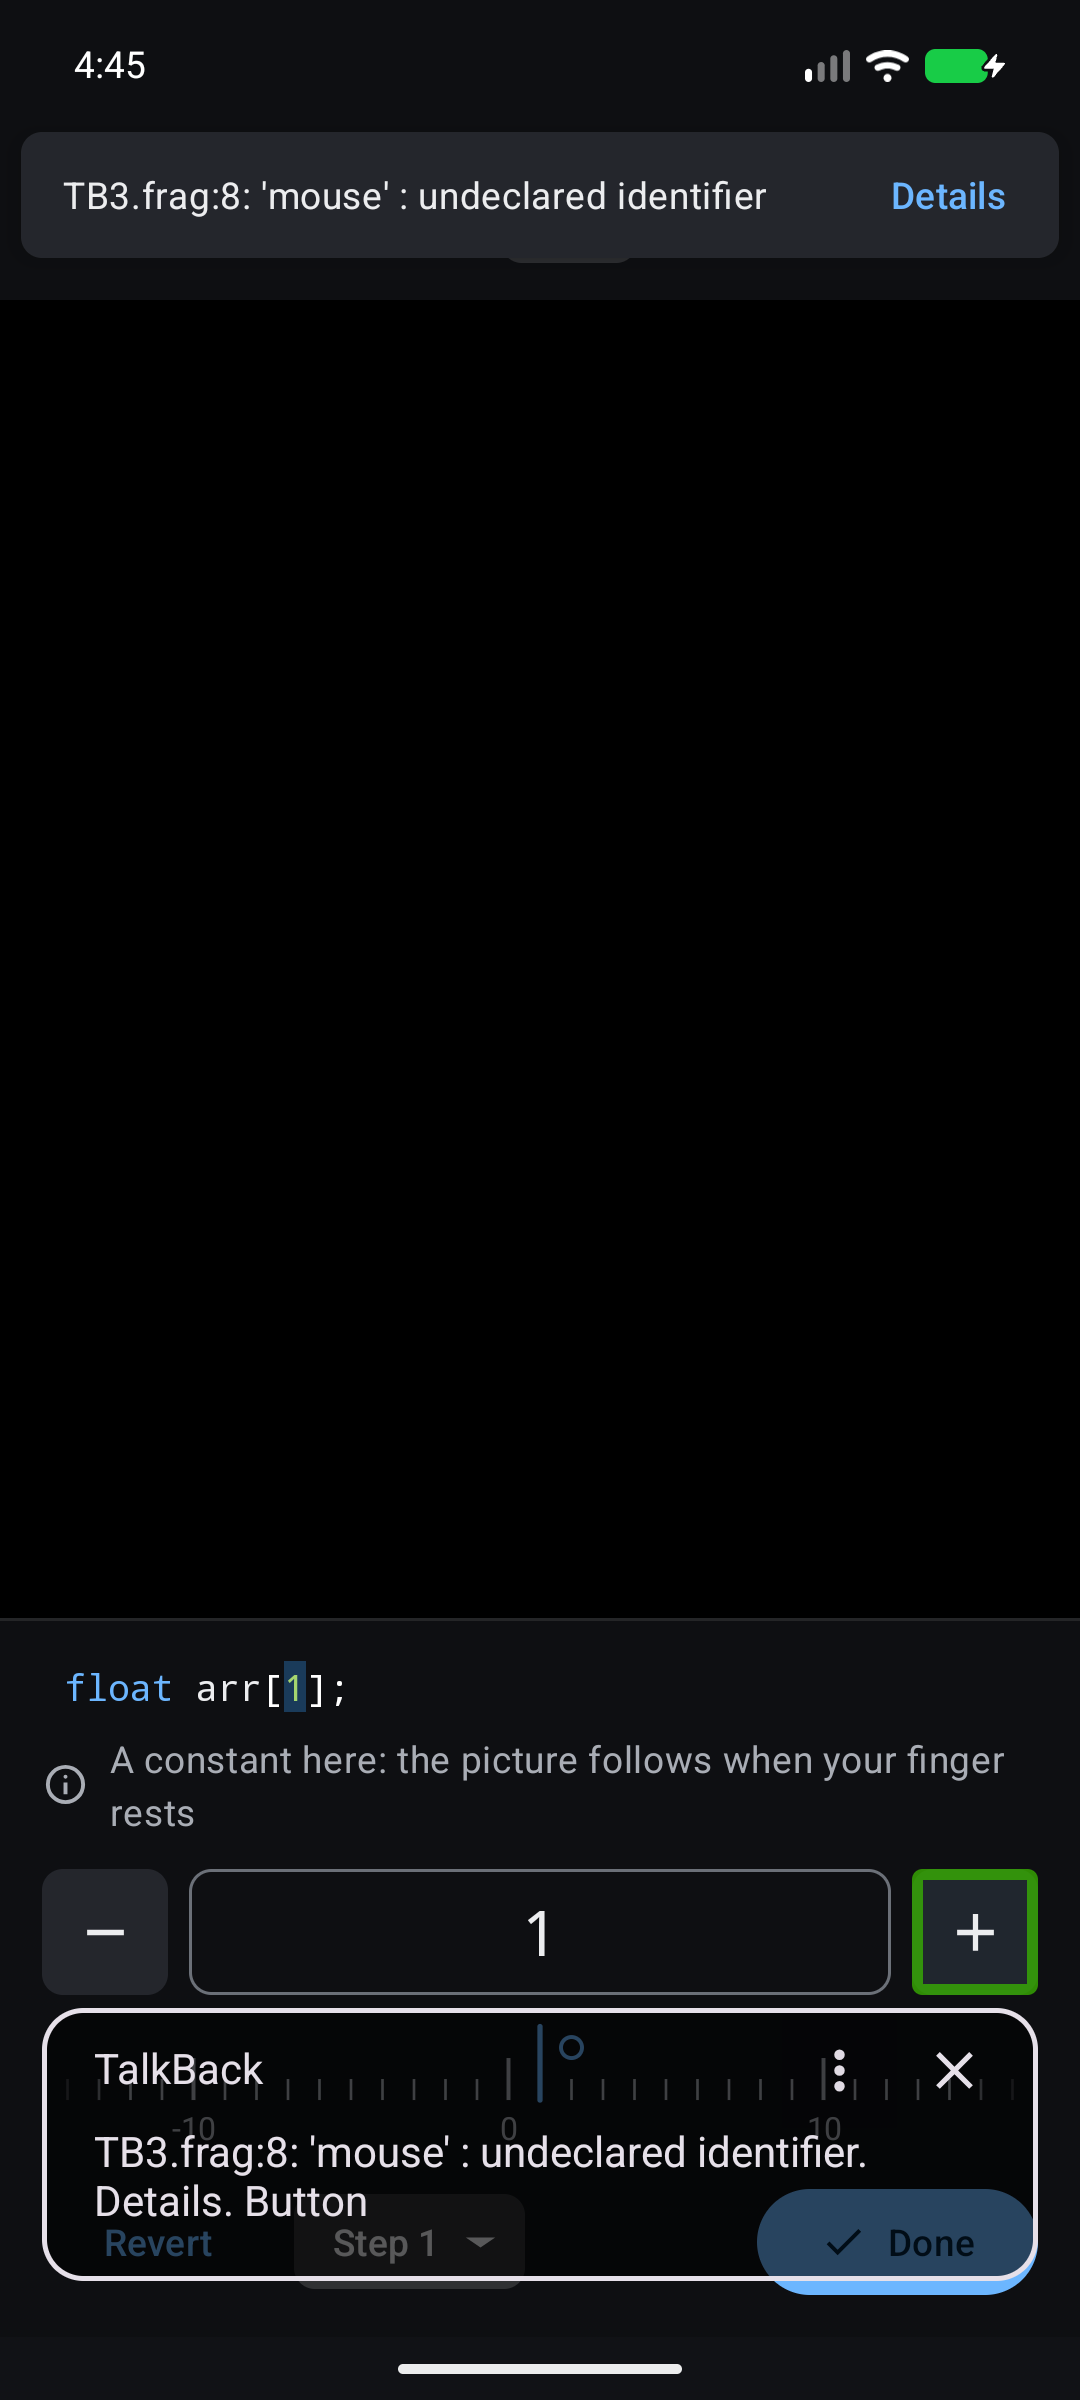 4:45
TB3.frag:8: 'mouse' : undeclared identifier
Details
float arr[1];
A constant here: the picture follows when your finger
rests
1
TalkBack
-10 0 10
TB3.frag:8: 'mouse' : undeclared identifier.
Details. Button
Revert
Step 1
Done